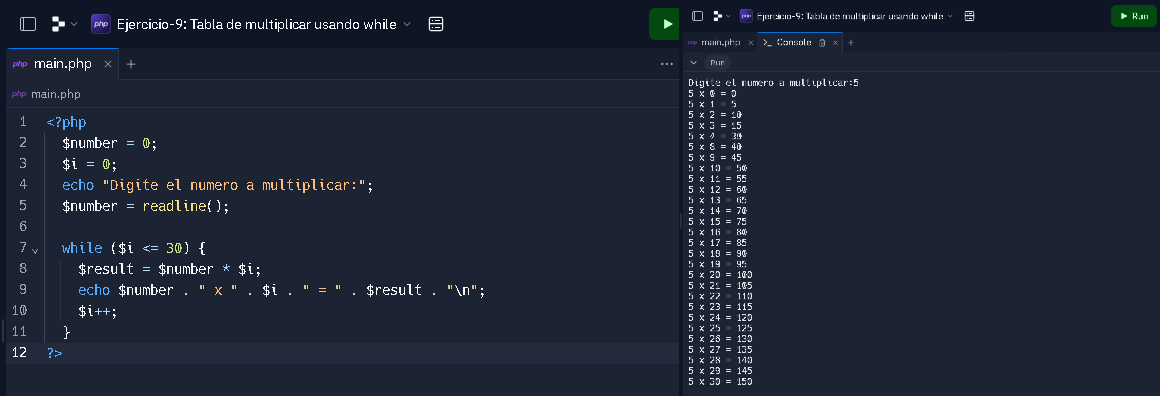 php Ejercicio-9: Tabla de multiplicar usando while
php main.php × +
php main.php
1 <?php
2 $number = 0;
3 $i = 0;
4 echo "Digite el numero a multiplicar:";
5 $number = readline();
6
7 while ($i <= 30) {
8 $result = $number * $i;
9 echo $number . " x " . $i . " = " . $result . "\n";
10 $i++;
11 }
12 ?>
php Ejercicio-9: Tabla de multiplicar usando while Run
php main.php × Console × +
Run
Digite el numero a multiplicar:5
5 x 0 = 0
5 x 1 = 5
5 x 2 = 10
5 x 3 = 15
5 x 4 = 30
5 x 8 = 40
5 x 9 = 45
5 x 10 = 50
5 x 11 = 55
5 x 12 = 60
5 x 13 = 65
5 x 14 = 70
5 x 15 = 75
5 x 16 = 80
5 x 17 = 85
5 x 18 = 90
5 x 19 = 95
5 x 20 = 100
5 x 21 = 105
5 x 22 = 110
5 x 23 = 115
5 x 24 = 120
5 x 25 = 125
5 x 26 = 130
5 x 27 = 135
5 x 28 = 140
5 x 29 = 145
5 x 30 = 150